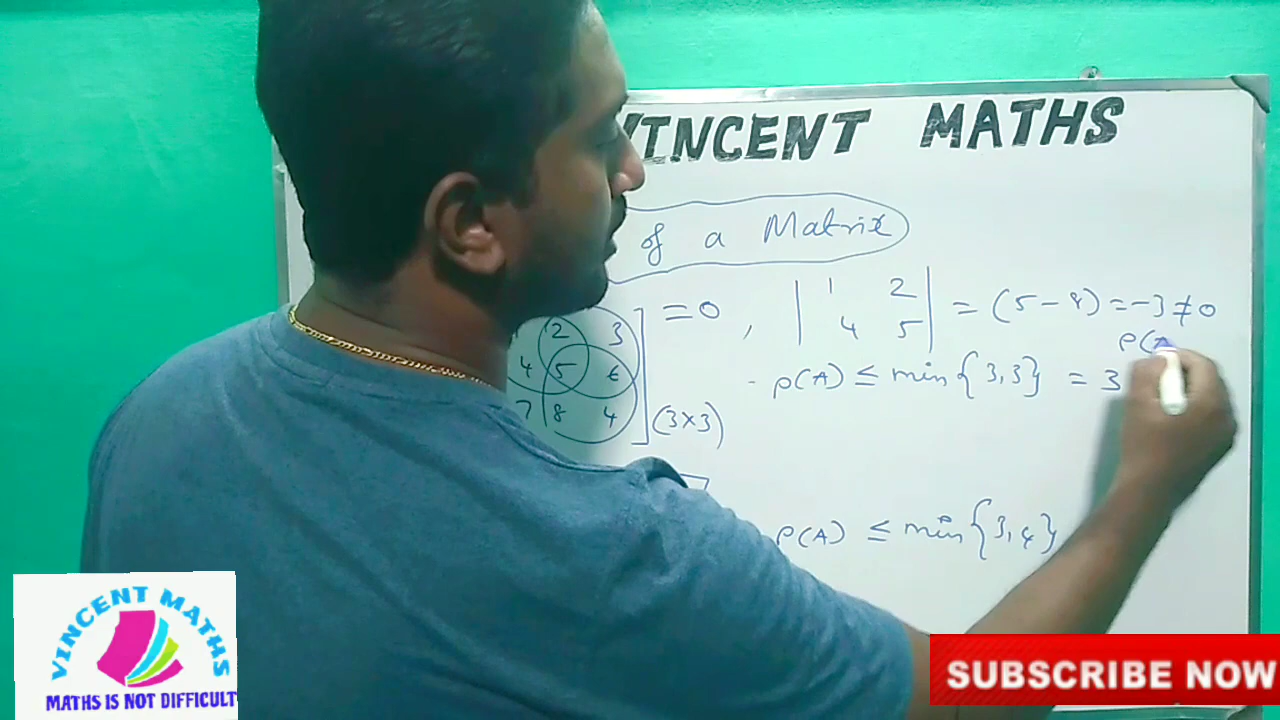 VINCENT MATHS
of a Matrix
2 3 ] = 0 , | 1 2 | = (5 - 8) = -3 ≠ 0
4 5 6 | 4 5 |
7 8 4 (3×3)
ρ(A
ρ(A) ≤ min {3,3} = 3
ρ(A) ≤ min {3,4}
VINCENT MATHS
MATHS IS NOT DIFFICULT
SUBSCRIBE NOW